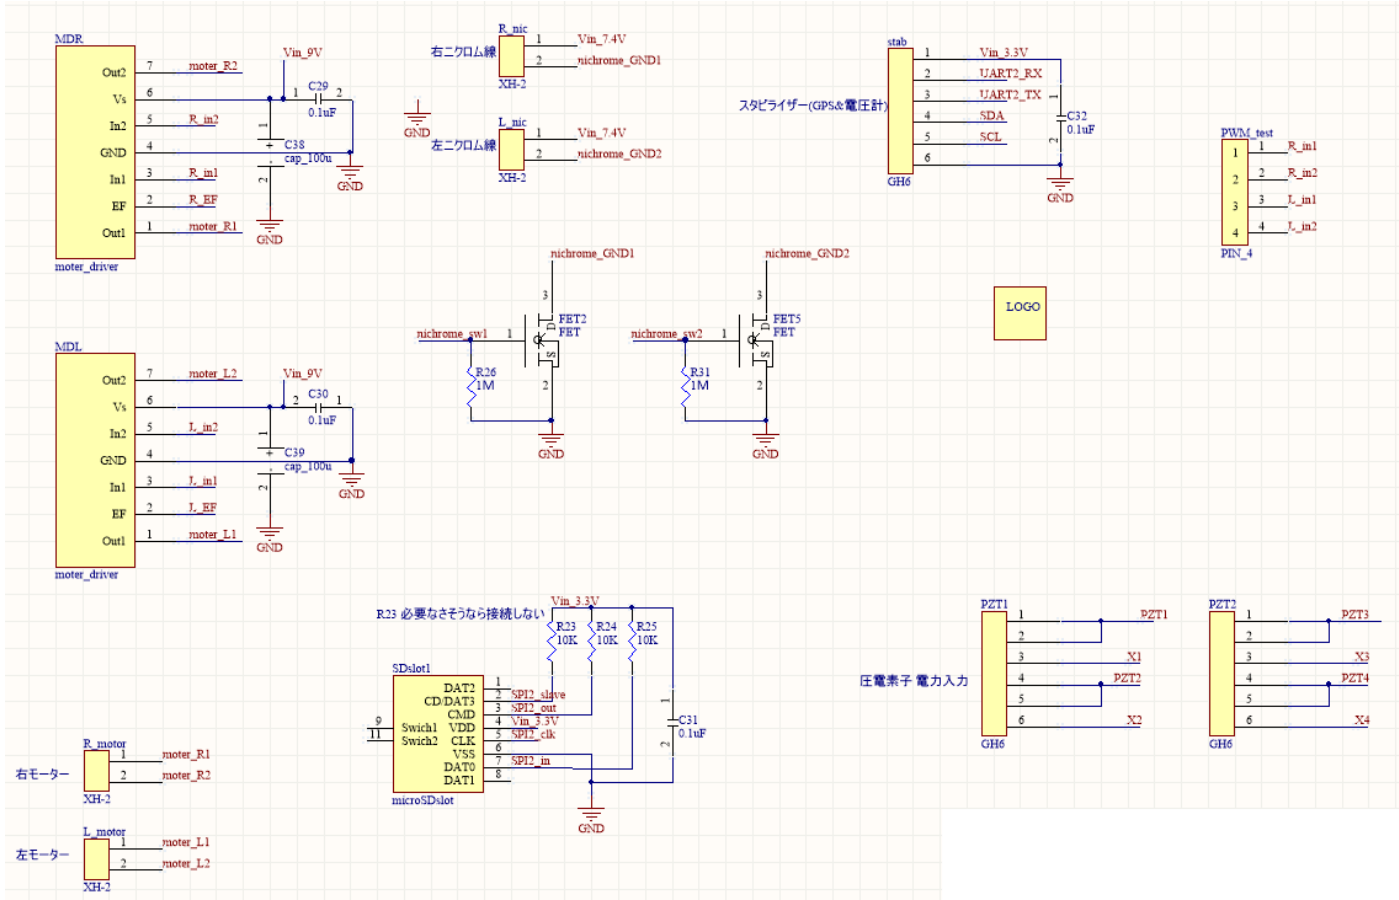 MDR
Out2
7
moter_R2
Vs
6
Vin_9V
1
C29
2
0.1uF
In2
5
R_in2
1
C38
cap_100u
2
GND
4
GND
In1
3
R_in1
EF
2
R_EF
Out1
1
moter_R1
GND
moter_driver
MDL
Out2
7
moter_L2
Vs
6
Vin_9V
2
C30
1
0.1uF
In2
5
L_in2
1
C39
cap_100u
2
GND
4
GND
In1
3
L_in1
EF
2
L_EF
Out1
1
moter_L1
GND
moter_driver
R_nic
右ニクロム線
1
Vin_7.4V
2
nichrome_GND1
XH-2
GND
L_nic
左ニクロム線
1
Vin_7.4V
2
nichrome_GND2
XH-2
stab
スタビライザー(GPS&電圧計)
1
Vin_3.3V
2
UART2_RX
3
UART2_TX
4
SDA
5
SCL
6
GH6
1
C32
0.1uF
2
GND
PWM_test
1
1
R_in1
2
2
R_in2
3
3
L_in1
4
4
L_in2
PIN_4
nichrome_GND1
3
nichrome_sw1
1
D
S
FET2
FET
R26
1M
2
GND
nichrome_GND2
3
nichrome_sw2
1
D
S
FET5
FET
R31
1M
2
GND
LOGO
R23 必要なさそうなら接続しない
Vin_3.3V
R23
10K
R24
10K
R25
10K
SDslot1
DAT2
1
CD/DAT3
2
SPI2_slave
CMD
3
SPI2_out
VDD
4
Vin_3.3V
CLK
5
SPI2_clk
VSS
6
DAT0
7
SPI2_in
DAT1
8
9
Swich1
11
Swich2
microSDslot
1
C31
0.1uF
2
GND
R_motor
右モーター
1
moter_R1
2
moter_R2
XH-2
L_motor
左モーター
1
moter_L1
2
moter_L2
XH-2
圧電素子 電力入力
PZT1
1
PZT1
2
3
X1
4
PZT2
5
6
X2
GH6
PZT2
1
PZT3
2
3
X3
4
PZT4
5
6
X4
GH6